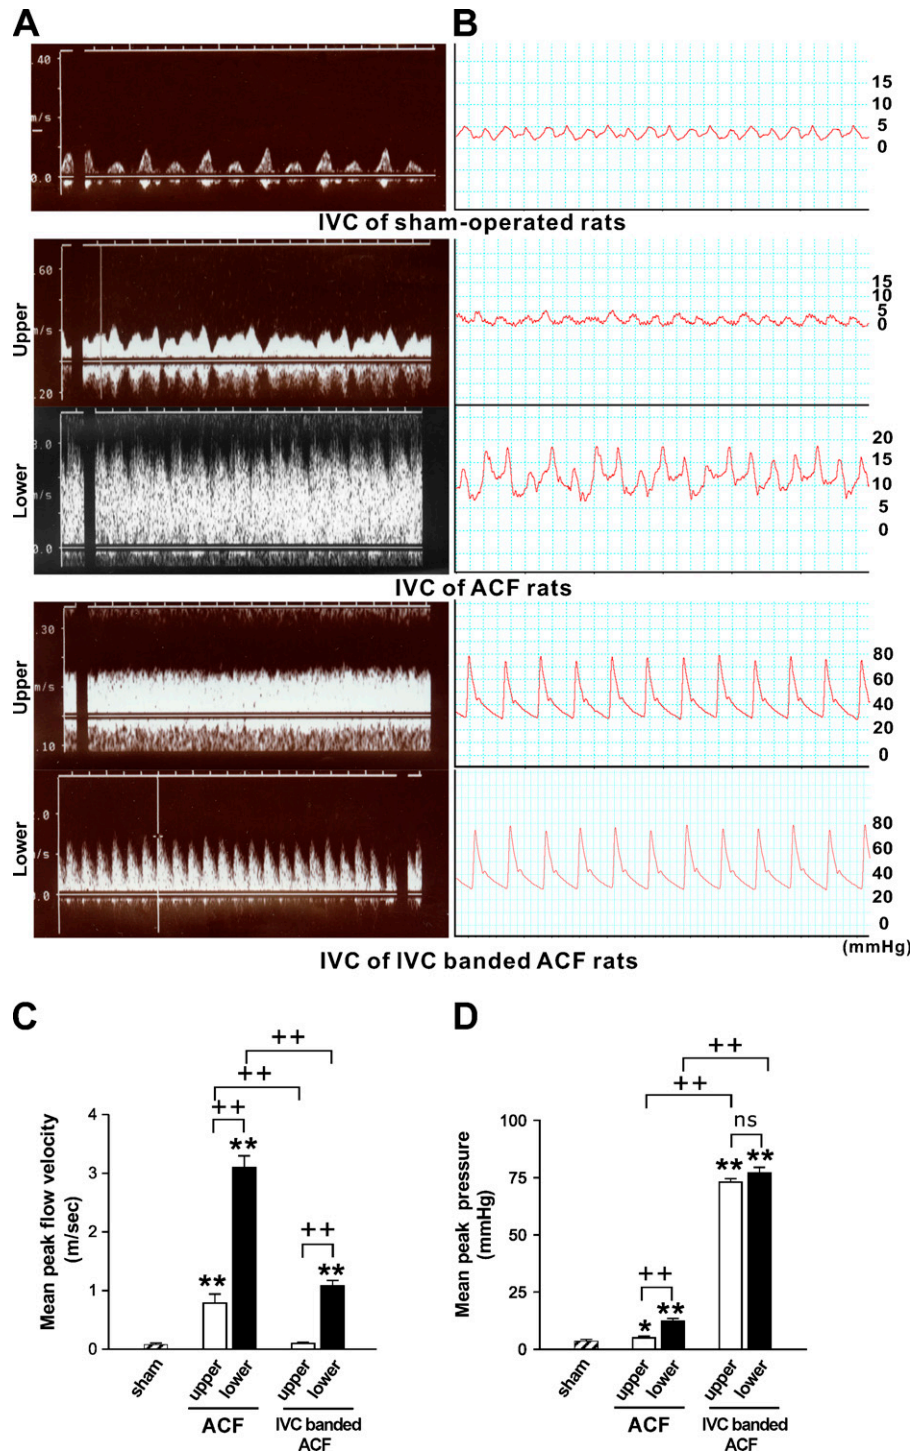 A
B
.40
m/s
0.0
15
10
5
0
IVC of sham-operated rats
Upper
.60
m/s
.20
15
10
5
0
Lower
3.0
m/s
0.0
20
15
10
5
0
IVC of ACF rats
Upper
.30
m/s
.10
80
60
40
20
0
Lower
2.0
m/s
0.0
80
60
40
20
0
(mmHg)
IVC of IVC banded ACF rats
C
Mean peak flow velocity
(m/sec)
4
3
2
1
0
++
++
++
++
**
**
**
sham
upper
lower
upper
lower
ACF
IVC banded
ACF
D
Mean peak pressure
(mmHg)
100
75
50
25
0
++
++
ns
++
*
**
**
**
sham
upper
lower
upper
lower
ACF
IVC banded
ACF